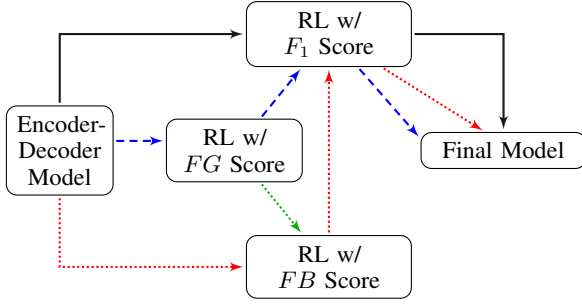 RL w/
F₁ Score
Encoder-
Decoder
Model
RL w/
FG Score
Final Model
RL w/
FB Score